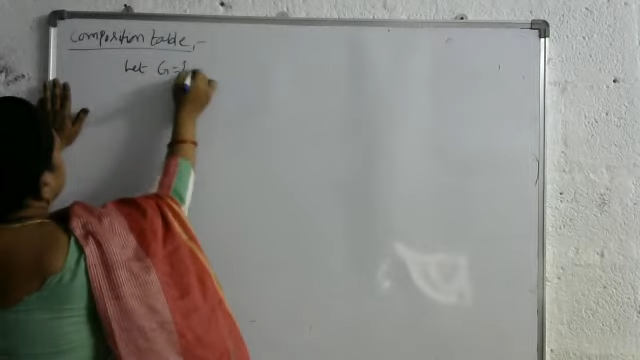 Composition table :-
Let G={